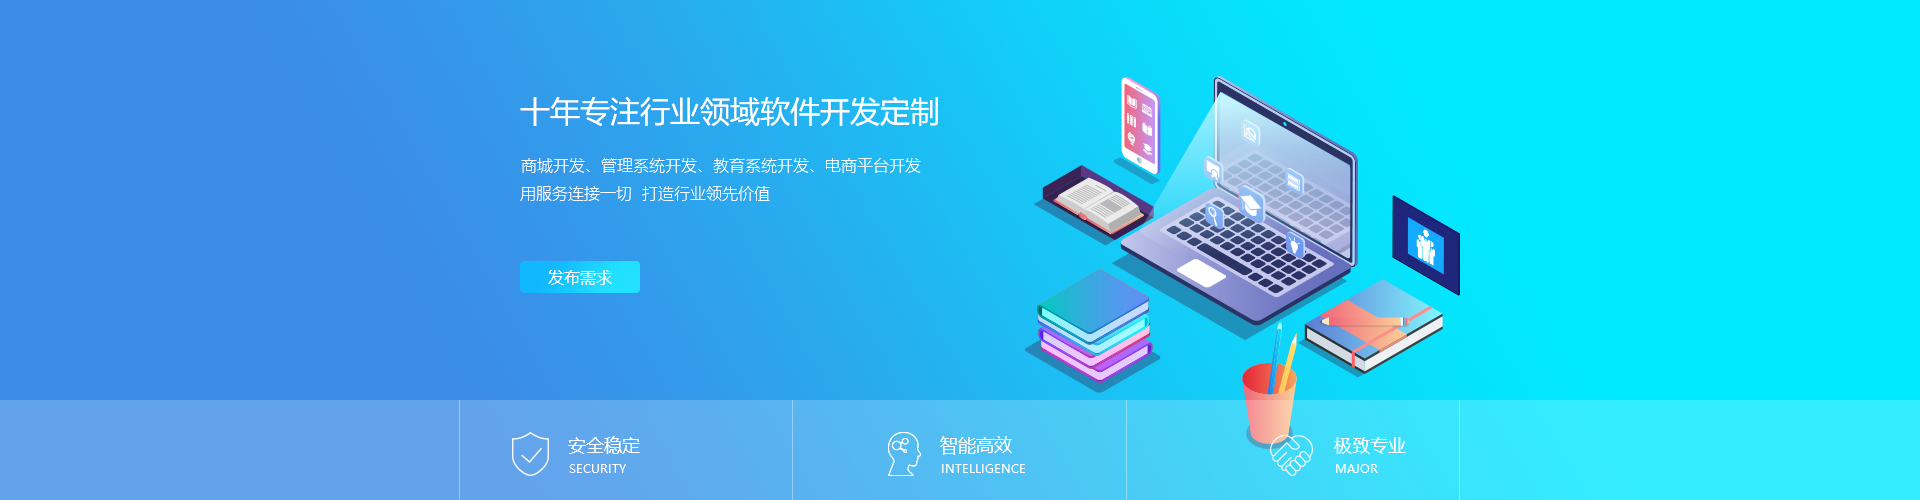 十年专注行业领域软件开发定制
商城开发、管理系统开发、教育系统开发、电商平台开发
用服务连接一切 打造行业领先价值
发布需求
安全稳定
SECURITY
智能高效
INTELLIGENCE
极致专业
MAJOR